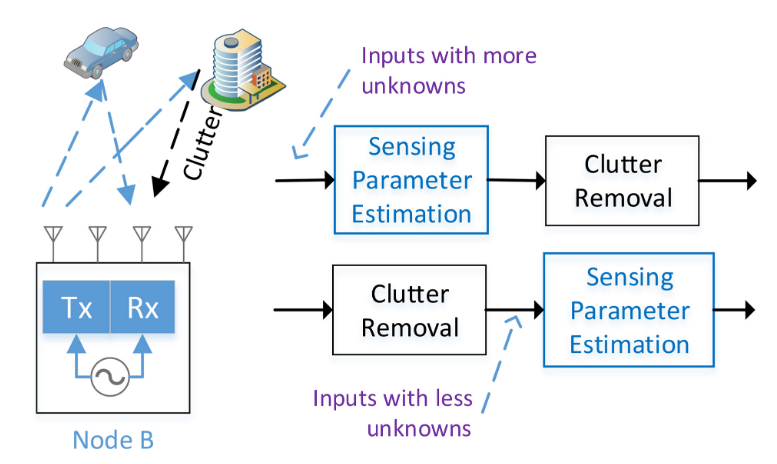 Inputs with more
unknowns
Clutter
Sensing
Parameter
Estimation
Clutter
Removal
Tx
Rx
Clutter
Removal
Sensing
Parameter
Estimation
Inputs with less
unknowns
Node B